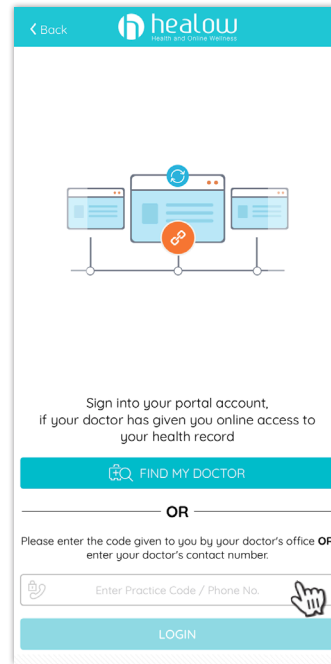 Back
healow
Health and Online Wellness
Sign into your portal account,
if your doctor has given you online access to
your health record
FIND MY DOCTOR
OR
Please enter the code given to you by your doctor's office OR
enter your doctor's contact number.
Enter Practice Code / Phone No.
LOGIN